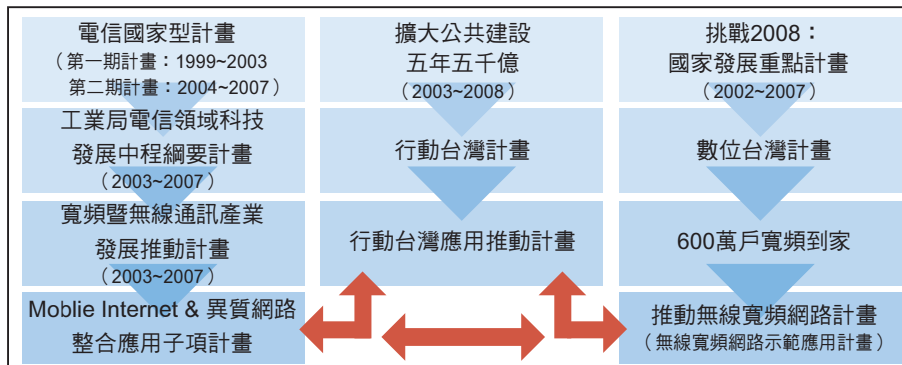 電信國家型計畫
（第一期計畫：1999~2003
第二期計畫：2004~2007）
工業局電信領域科技
發展中程綱要計畫
（2003~2007）
寬頻暨無線通訊產業
發展推動計畫
（2003~2007）
Moblie Internet & 異質網路
整合應用子項計畫
擴大公共建設
五年五千億
（2003~2008）
行動台灣計畫
行動台灣應用推動計畫
挑戰2008：
國家發展重點計畫
（2002~2007）
數位台灣計畫
600萬戶寬頻到家
推動無線寬頻網路計畫
（無線寬頻網路示範應用計畫）